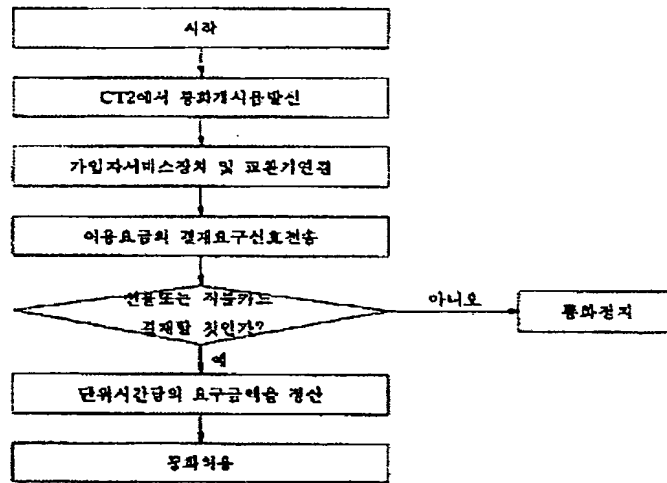 시작
CT2에서 통화개시음발신
가입자서비스장치 및 교환기연결
이용요금의 결재요구신호전송
선불또는 직불카드
결재할 것인가?
아니오
통화정지
예
단위시간당의 요구금액을 정산
통화허용